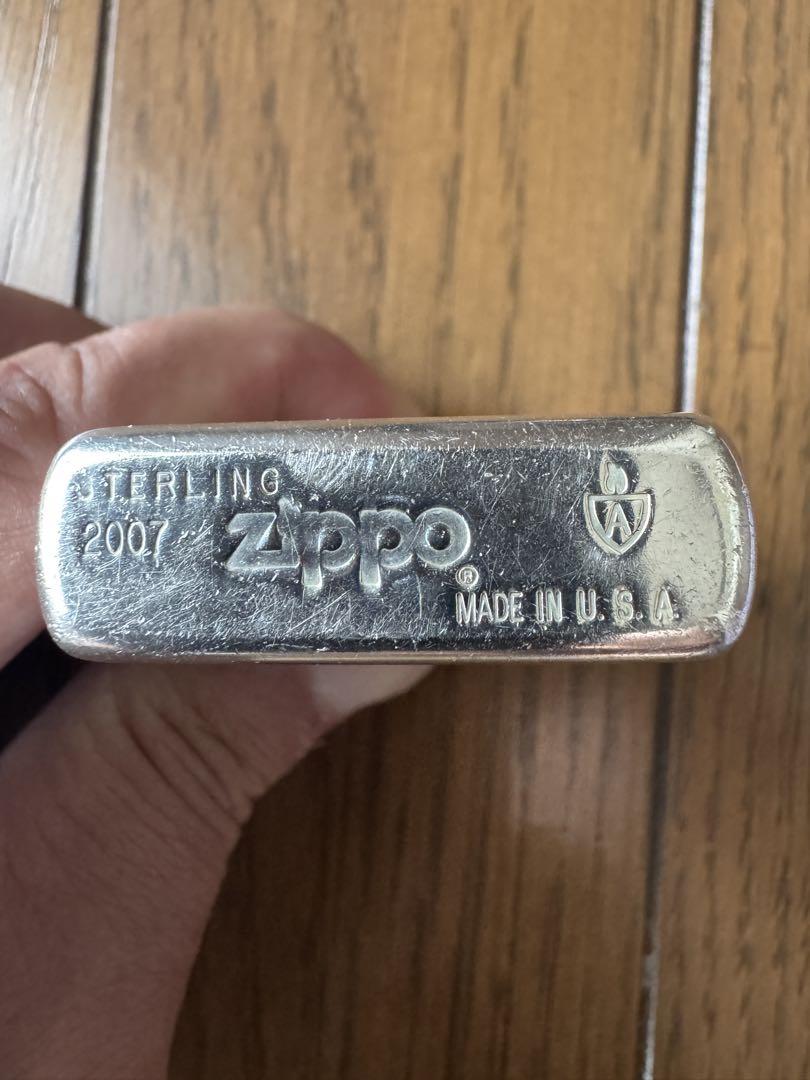 STERLING
2007
zippo
®
A
MADE IN U.S.A.